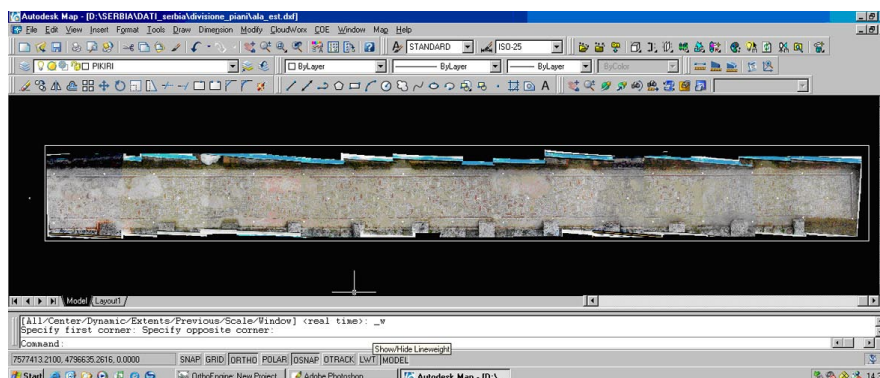 Autodesk Map - [D:\SERBIA\DATI_serbia\divisione_piani\ala_est.dxf]
File Edit View Insert Format Tools Draw Dimension Modify CloudWorx COE Window Map Help
STANDARD ISO-25
PIKIRI ByLayer ByLayer ByLayer ByColor
A
Model Layout1
[All/Center/Dynamic/Extents/Previous/Scale/Window] <real time>: _w
Specify first corner: Specify opposite corner:
Command:
Show/Hide Lineweight
7577413.2100, 4796635.2616, 0.0000 SNAP GRID ORTHO POLAR OSNAP OTRACK LWT MODEL
Start OrthoEngine: New Project Adobe Photoshop Autodesk Map - [D:\